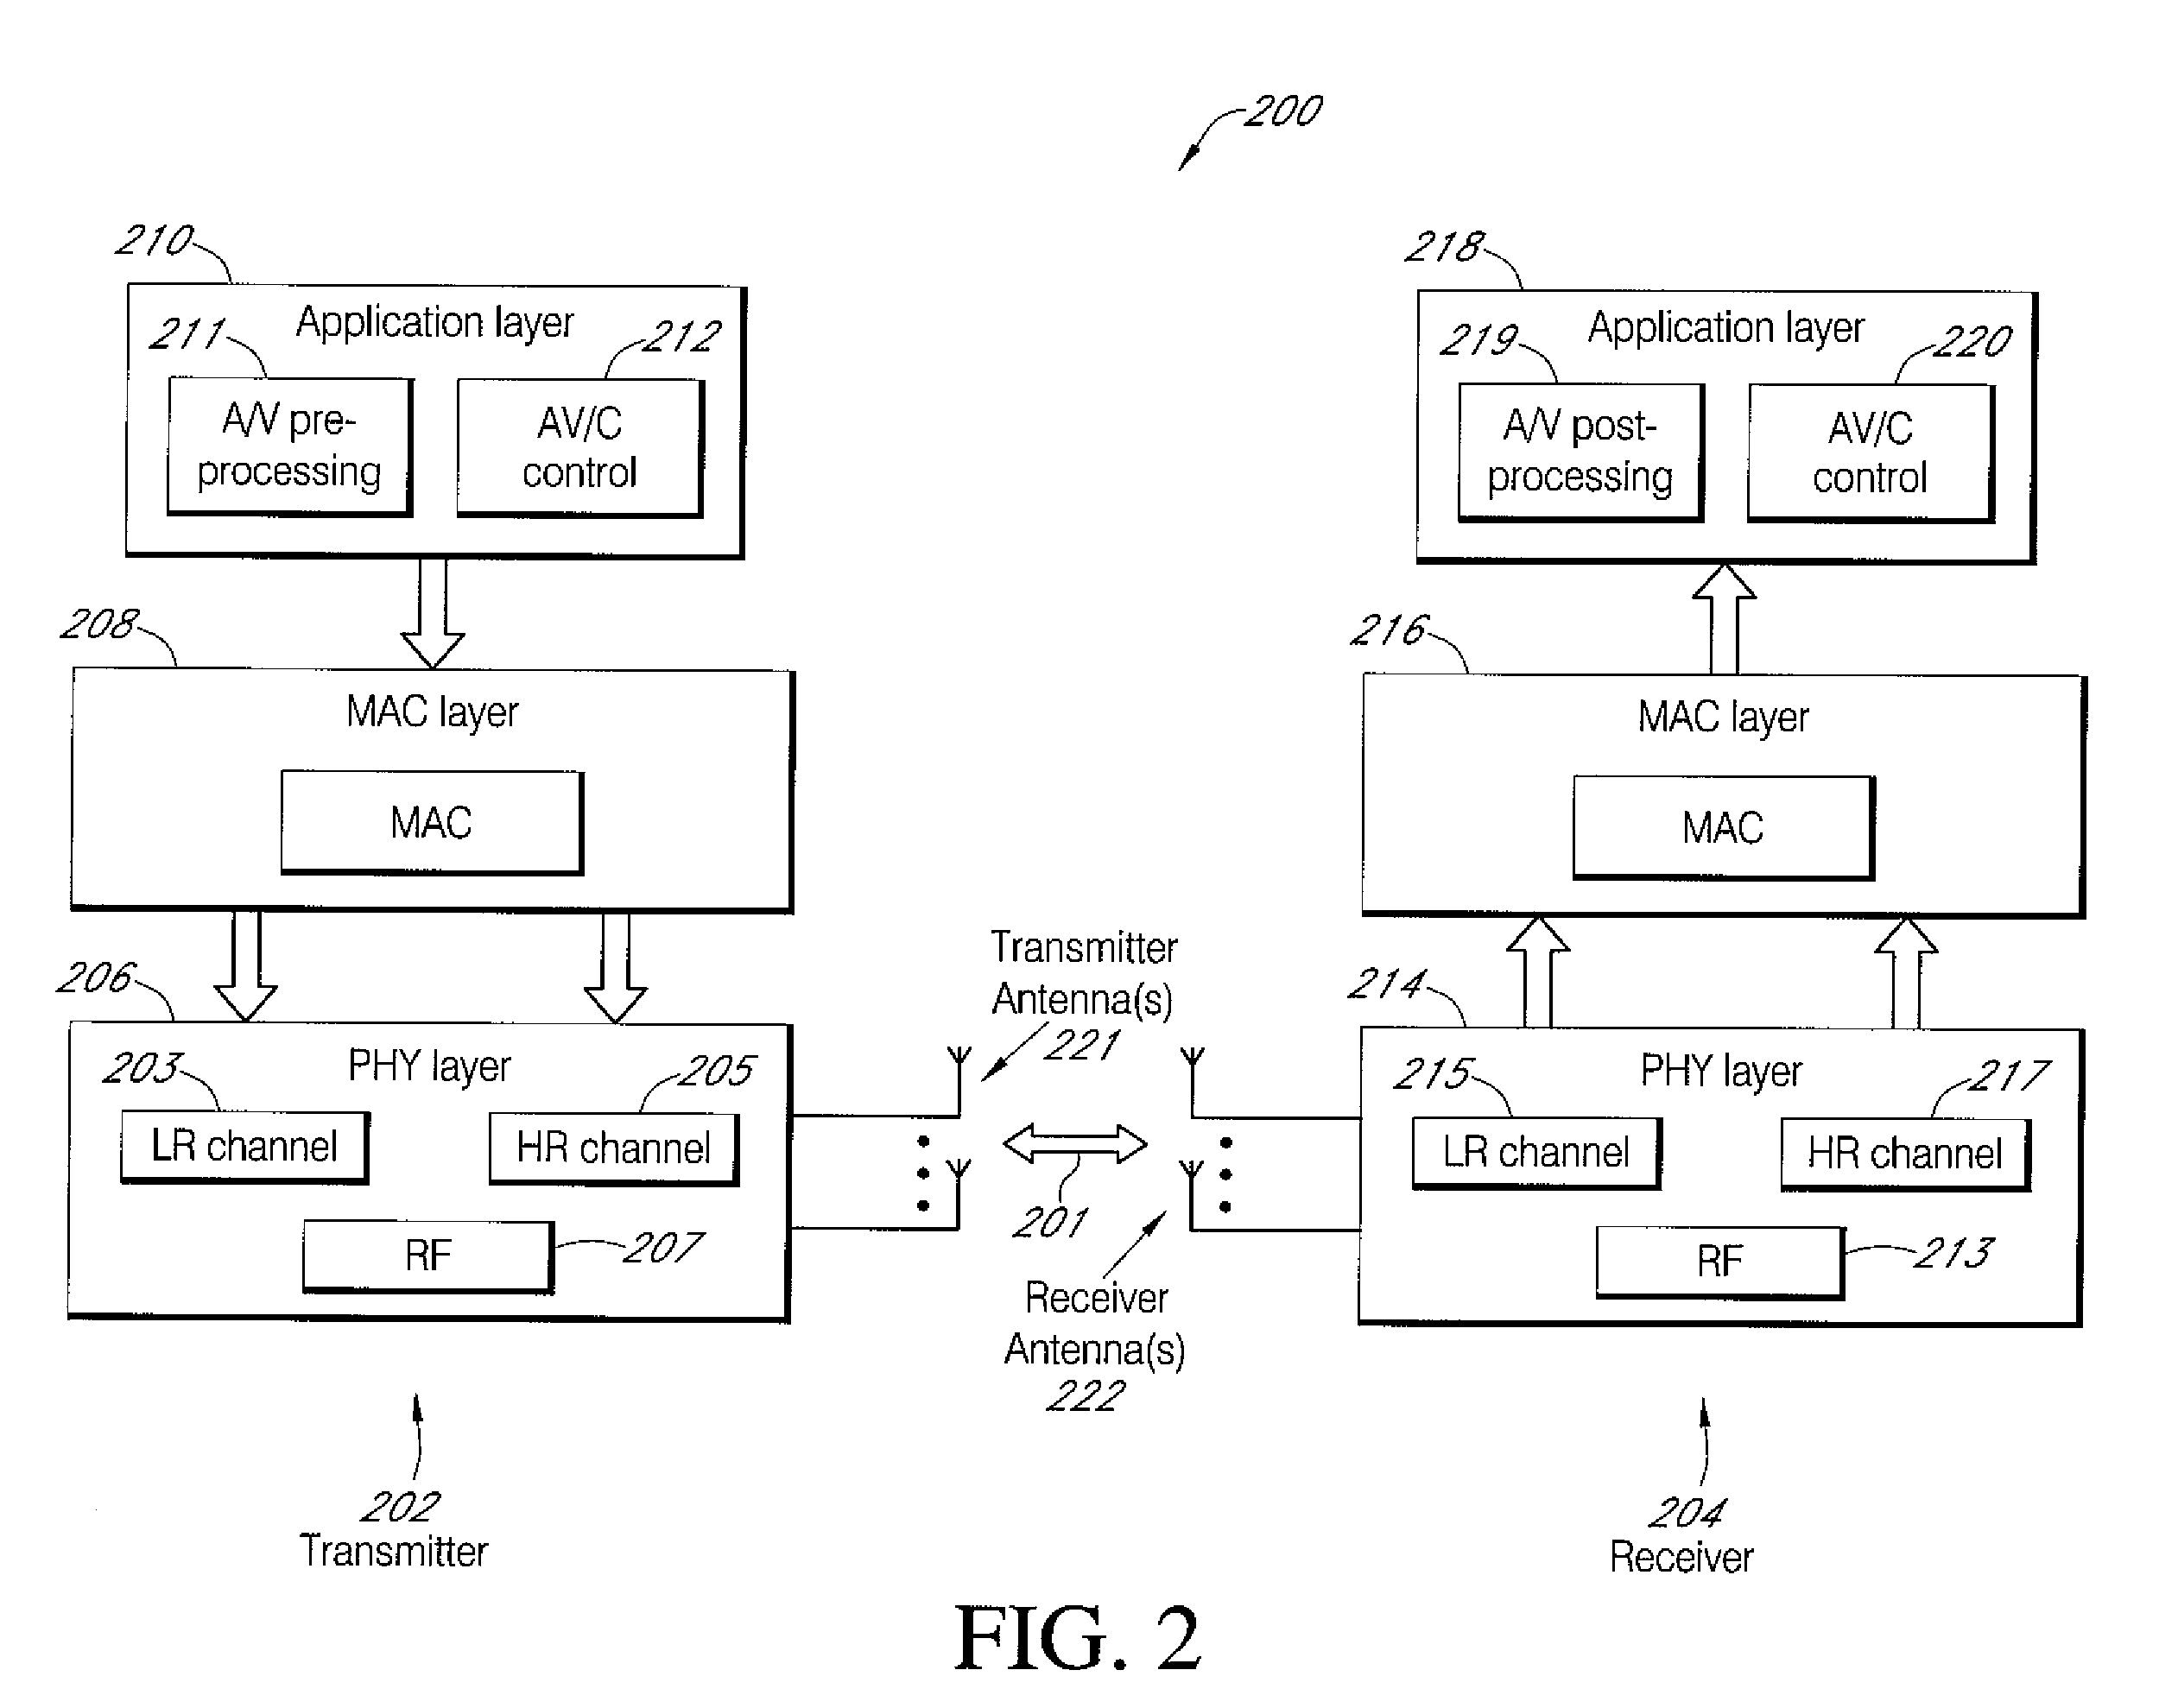 200
210
Application layer
211
212
A/V pre-
processing
AV/C
control
208
MAC layer
MAC
206
PHY layer
203
205
LR channel
HR channel
RF
207
202
Transmitter
Transmitter
Antenna(s)
221
201
Receiver
Antenna(s)
222
218
Application layer
219
220
A/V post-
processing
AV/C
control
216
MAC layer
MAC
214
PHY layer
215
217
LR channel
HR channel
RF
213
204
Receiver
FIG. 2